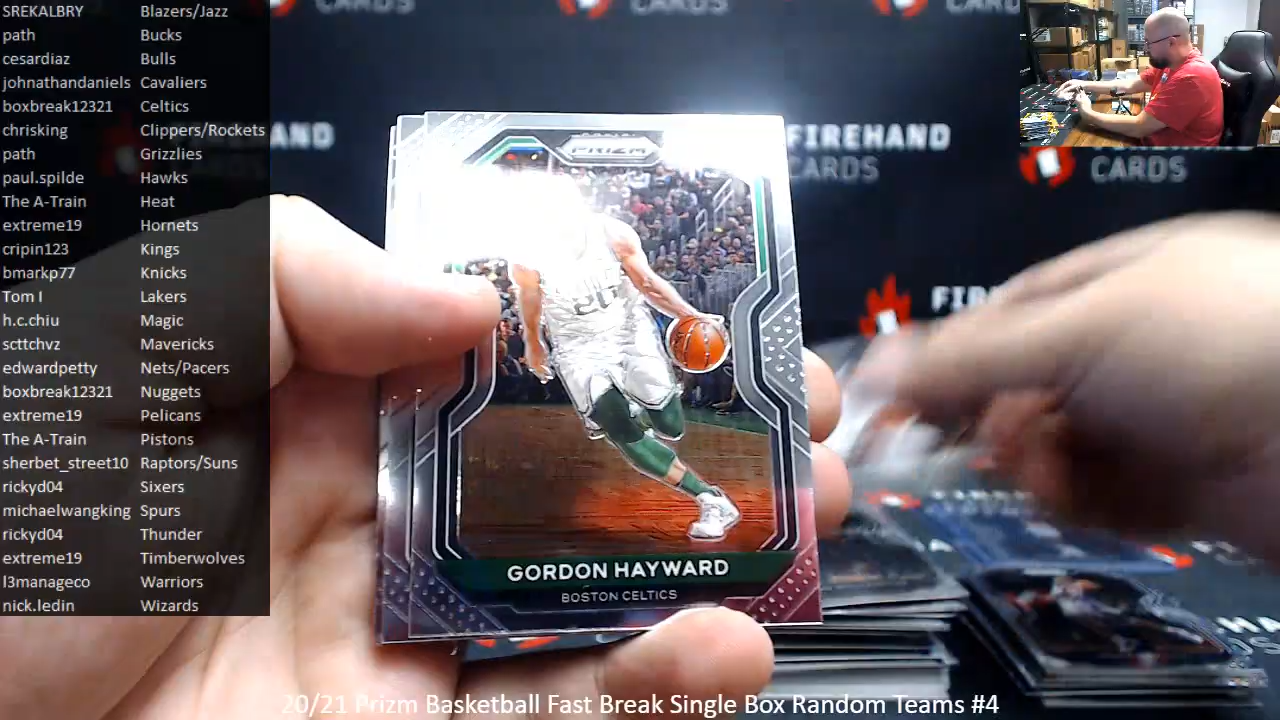 SREKALBRY Blazers/Jazz
path Bucks
cesardiaz Bulls
johnathandaniels Cavaliers
boxbreak12321 Celtics
chrisking Clippers/Rockets
path Grizzlies
paul.spilde Hawks
The A-Train Heat
extreme19 Hornets
cripin123 Kings
bmarkp77 Knicks
Tom I Lakers
h.c.chiu Magic
scttchvz Mavericks
edwardpetty Nets/Pacers
boxbreak12321 Nuggets
extreme19 Pelicans
The A-Train Pistons
sherbet_street10 Raptors/Suns
rickyd04 Sixers
michaelwangking Spurs
rickyd04 Thunder
extreme19 Timberwolves
l3manageco Warriors
nick.ledin Wizards
CARDS
CARDS
CARD
FIREHAND
CARDS
CARDS
PRIZM
20
GORDON HAYWARD
BOSTON CELTICS
20/21 Prizm Basketball Fast Break Single Box Random Teams #4